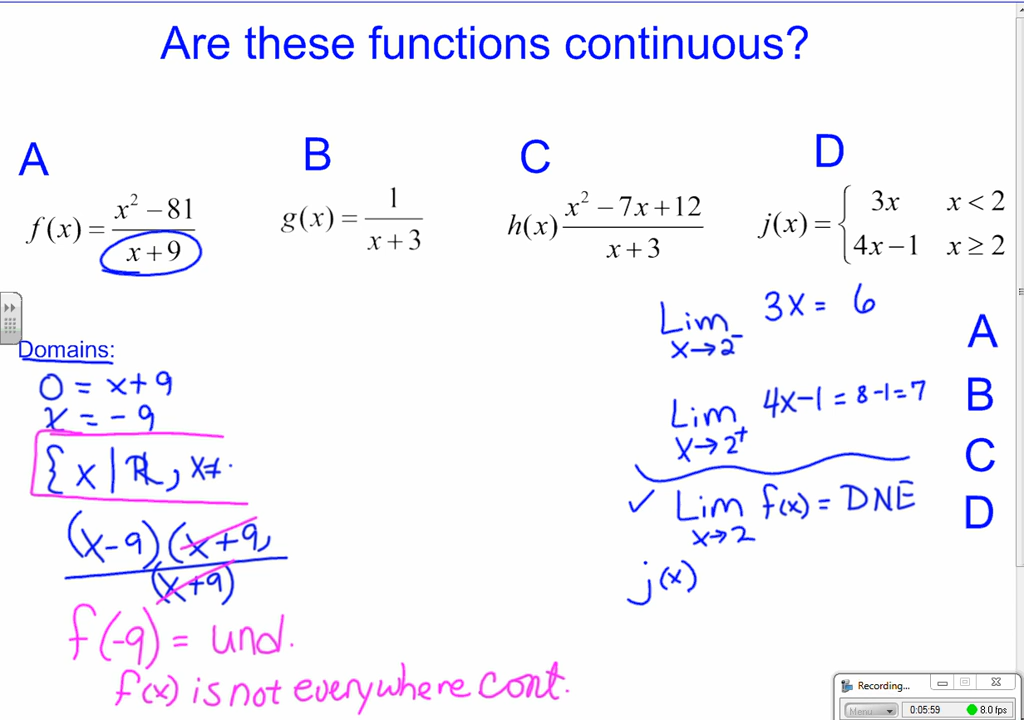 Are these functions continuous?
A
B
C
D
f(x) = (x² − 81)/(x + 9)
g(x) = 1/(x + 3)
h(x) (x² − 7x + 12)/(x + 3)
j(x) = { 3x x < 2
4x − 1 x ≥ 2
Domains:
0 = x + 9
x = −9
{x | ℝ, x≠
(x−9)(x+9)
(x+9)
f(-9) = und.
f(x) is not everywhere cont.
Lim x→2⁻ 3x = 6
Lim x→2⁺ 4x−1 = 8−1 = 7
✓ Lim x→2 f(x) = DNE
j(x)
A
B
C
D
Recording...
Menu
0:05:59
8.0 fps